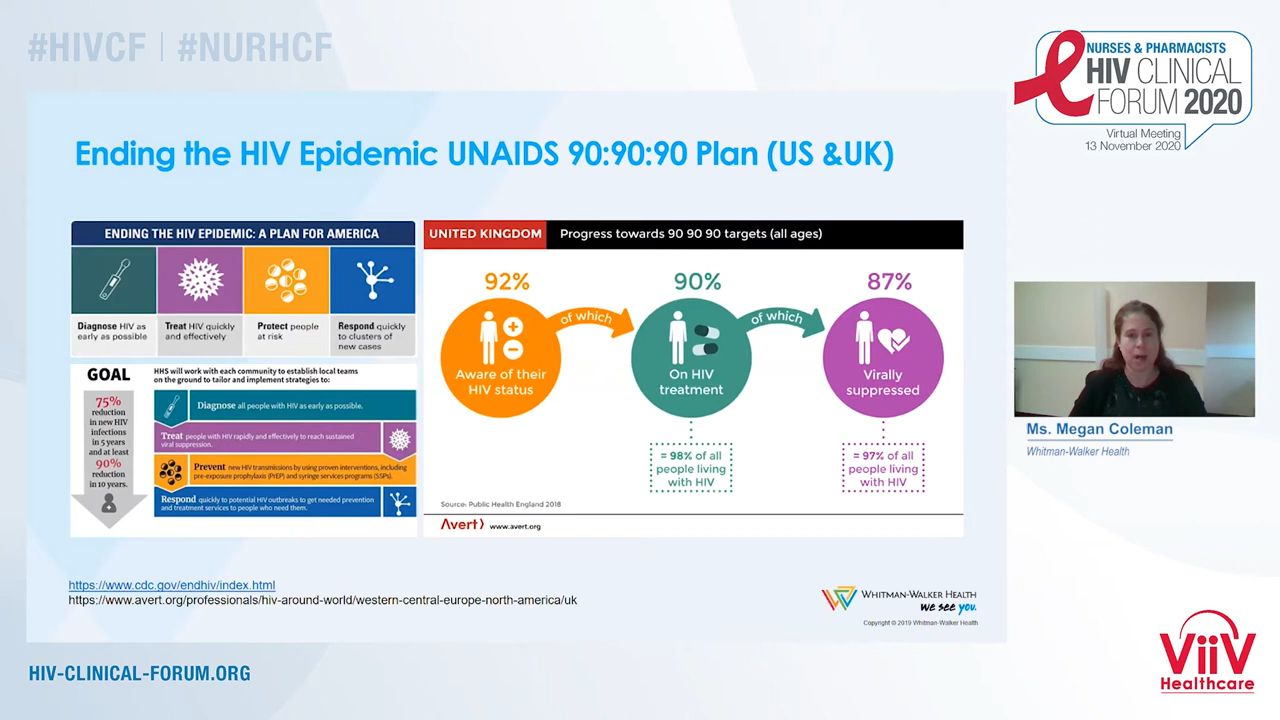 #HIVCF | #NURHCF
NURSES & PHARMACISTS
HIV CLINICAL
FORUM 2020
Virtual Meeting
13 November 2020
Ending the HIV Epidemic UNAIDS 90:90:90 Plan (US &UK)
ENDING THE HIV EPIDEMIC: A PLAN FOR AMERICA
Diagnose HIV as
early as possible
Treat HIV quickly
and effectively
Protect people
at risk
Respond quickly
to clusters of
new cases
GOAL
75%
reduction
in new HIV
infections
in 5 years
and at least
90%
reduction
in 10 years.
HHS will work with each community to establish local teams
on the ground to tailor and implement strategies to:
Diagnose all people with HIV as early as possible.
Treat people with HIV rapidly and effectively to reach sustained
viral suppression.
Prevent new HIV transmissions by using proven interventions, including
pre-exposure prophylaxis (PrEP) and syringe services programs (SSPs).
Respond quickly to potential HIV outbreaks to get needed prevention
and treatment services to people who need them.
UNITED KINGDOM
Progress towards 90 90 90 targets (all ages)
92%
Aware of their
HIV status
of which
90%
On HIV
treatment
= 98% of all
people living
with HIV
of which
87%
Virally
suppressed
= 97% of all
people living
with HIV
Source: Public Health England 2018
Avert) www.avert.org
https://www.cdc.gov/endhiv/index.html
https://www.avert.org/professionals/hiv-around-world/western-central-europe-north-america/uk
WHITMAN-WALKER HEALTH
we see you.
Copyright © 2019 Whitman-Walker Health
Ms. Megan Coleman
Whitman-Walker Health
HIV-CLINICAL-FORUM.ORG
ViiV
Healthcare